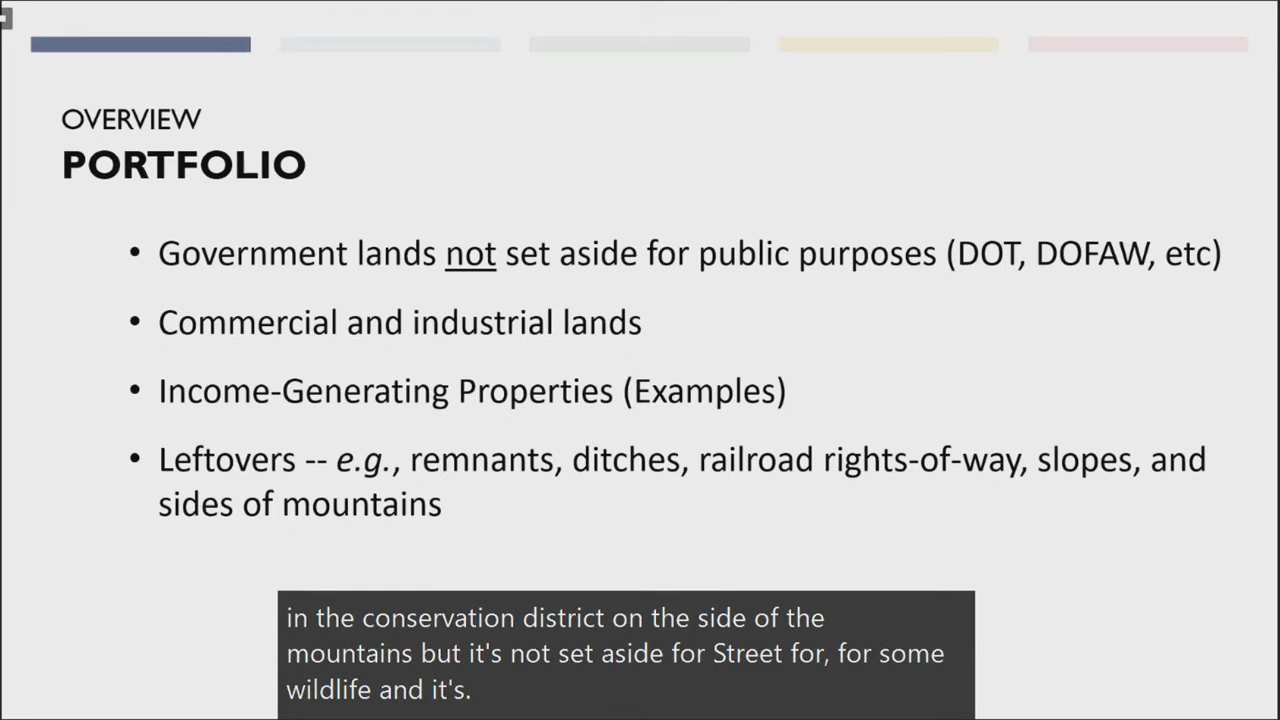 OVERVIEW
PORTFOLIO
• Government lands not set aside for public purposes (DOT, DOFAW, etc)
• Commercial and industrial lands
• Income-Generating Properties (Examples)
• Leftovers -- e.g., remnants, ditches, railroad rights-of-way, slopes, and
sides of mountains
in the conservation district on the side of the
mountains but it's not set aside for Street for, for some
wildlife and it's.